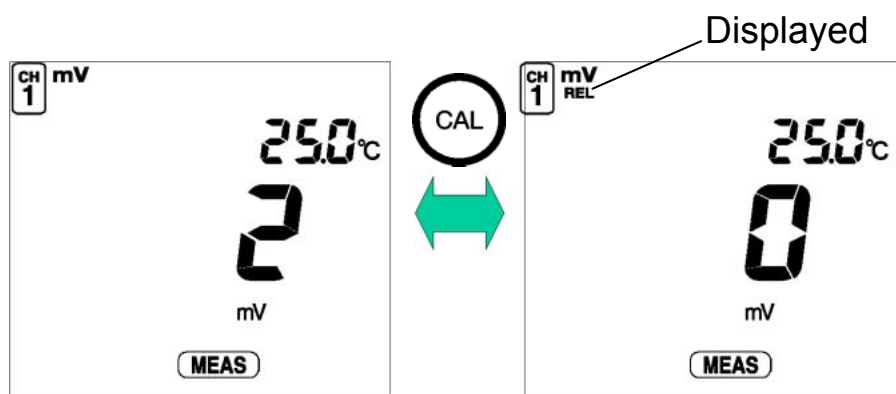 Displayed
CH
1
mV
25.0℃
2
mV
MEAS
CAL
CH
1
mV
REL
25.0℃
0
mV
MEAS